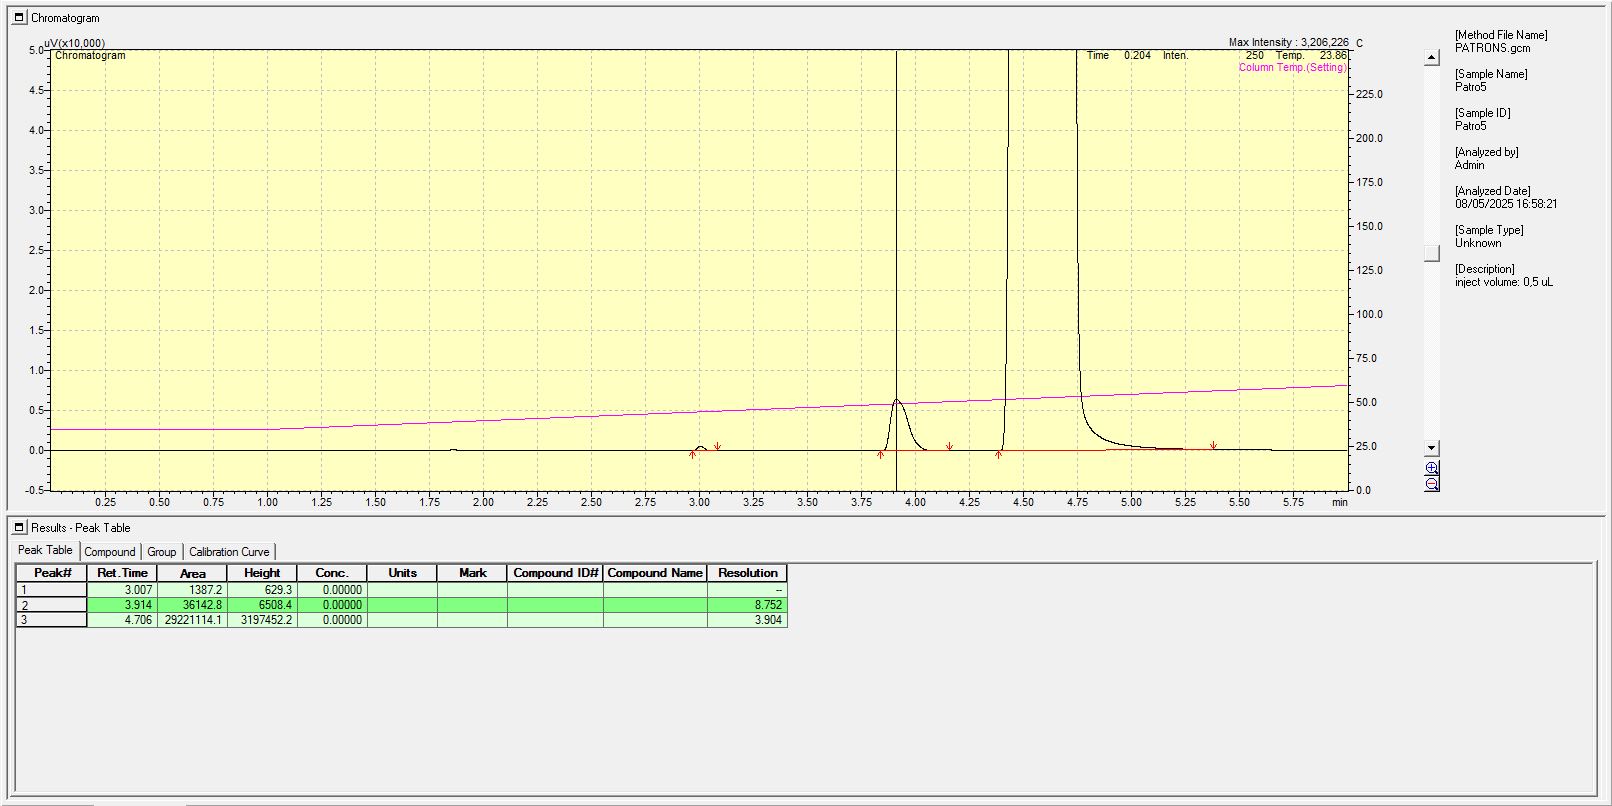 Chromatogram
uV(x10,000)
Max Intensity : 3,206,226
C
Chromatogram
Time 0.204 Inten. 250 Temp. 23.86
Column Temp.(Setting)
5.0
4.5
4.0
3.5
3.0
2.5
2.0
1.5
1.0
0.5
0.0
-0.5
225.0
200.0
175.0
150.0
125.0
100.0
75.0
50.0
25.0
0.0
0.25 0.50 0.75 1.00 1.25 1.50 1.75 2.00 2.25 2.50 2.75 3.00 3.25 3.50 3.75 4.00 4.25 4.50 4.75 5.00 5.25 5.50 5.75 min
[Method File Name]
PATRONS.gcm
[Sample Name]
Patro5
[Sample ID]
Patro5
[Analyzed by]
Admin
[Analyzed Date]
08/05/2025 16:58:21
[Sample Type]
Unknown
[Description]
inject volume: 0,5 uL
Results - Peak Table
Peak Table Compound Group Calibration Curve
Peak# Ret.Time Area Height Conc. Units Mark Compound ID# Compound Name Resolution
1 3.007 1387.2 629.3 0.00000 --
2 3.914 36142.8 6508.4 0.00000 8.752
3 4.706 29221114.1 3197452.2 0.00000 3.904